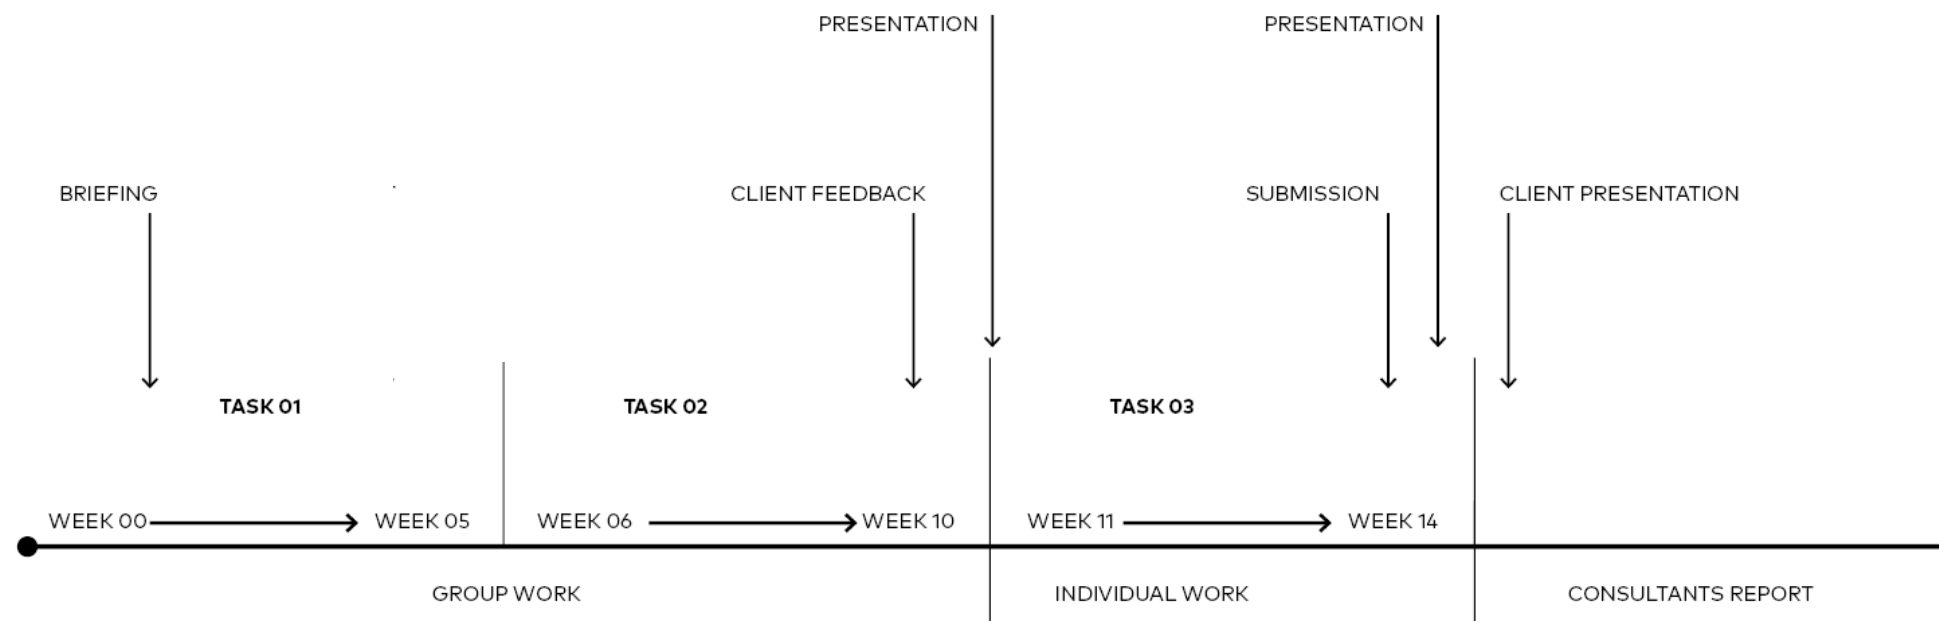 PRESENTATION
PRESENTATION
BRIEFING
CLIENT FEEDBACK
SUBMISSION
CLIENT PRESENTATION
TASK 01
TASK 02
TASK 03
WEEK 00
WEEK 05
WEEK 06
WEEK 10
WEEK 11
WEEK 14
GROUP WORK
INDIVIDUAL WORK
CONSULTANTS REPORT